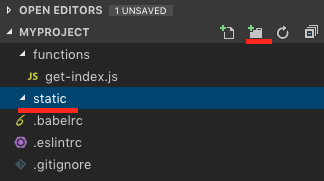 OPEN EDITORS 1 UNSAVED
MYPROJECT
functions
JS get-index.js
static
.babelrc
.eslintrc
.gitignore